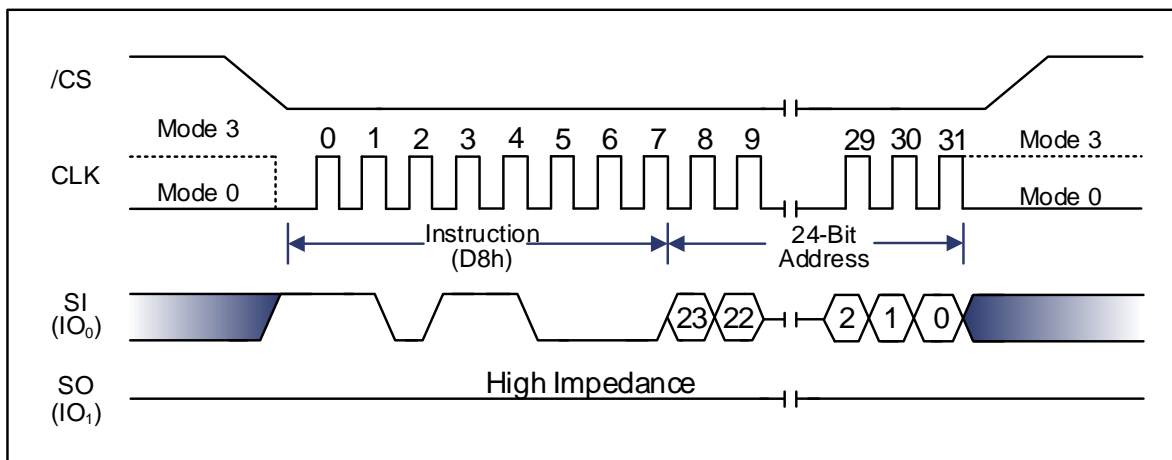 /CS
Mode 3
0 1 2 3 4 5 6 7 8 9 29 30 31
Mode 3
CLK
Mode 0
Mode 0
Instruction
(D8h)
24-Bit
Address
SI
(IO₀)
23 22 2 1 0
SO
(IO₁)
High Impedance